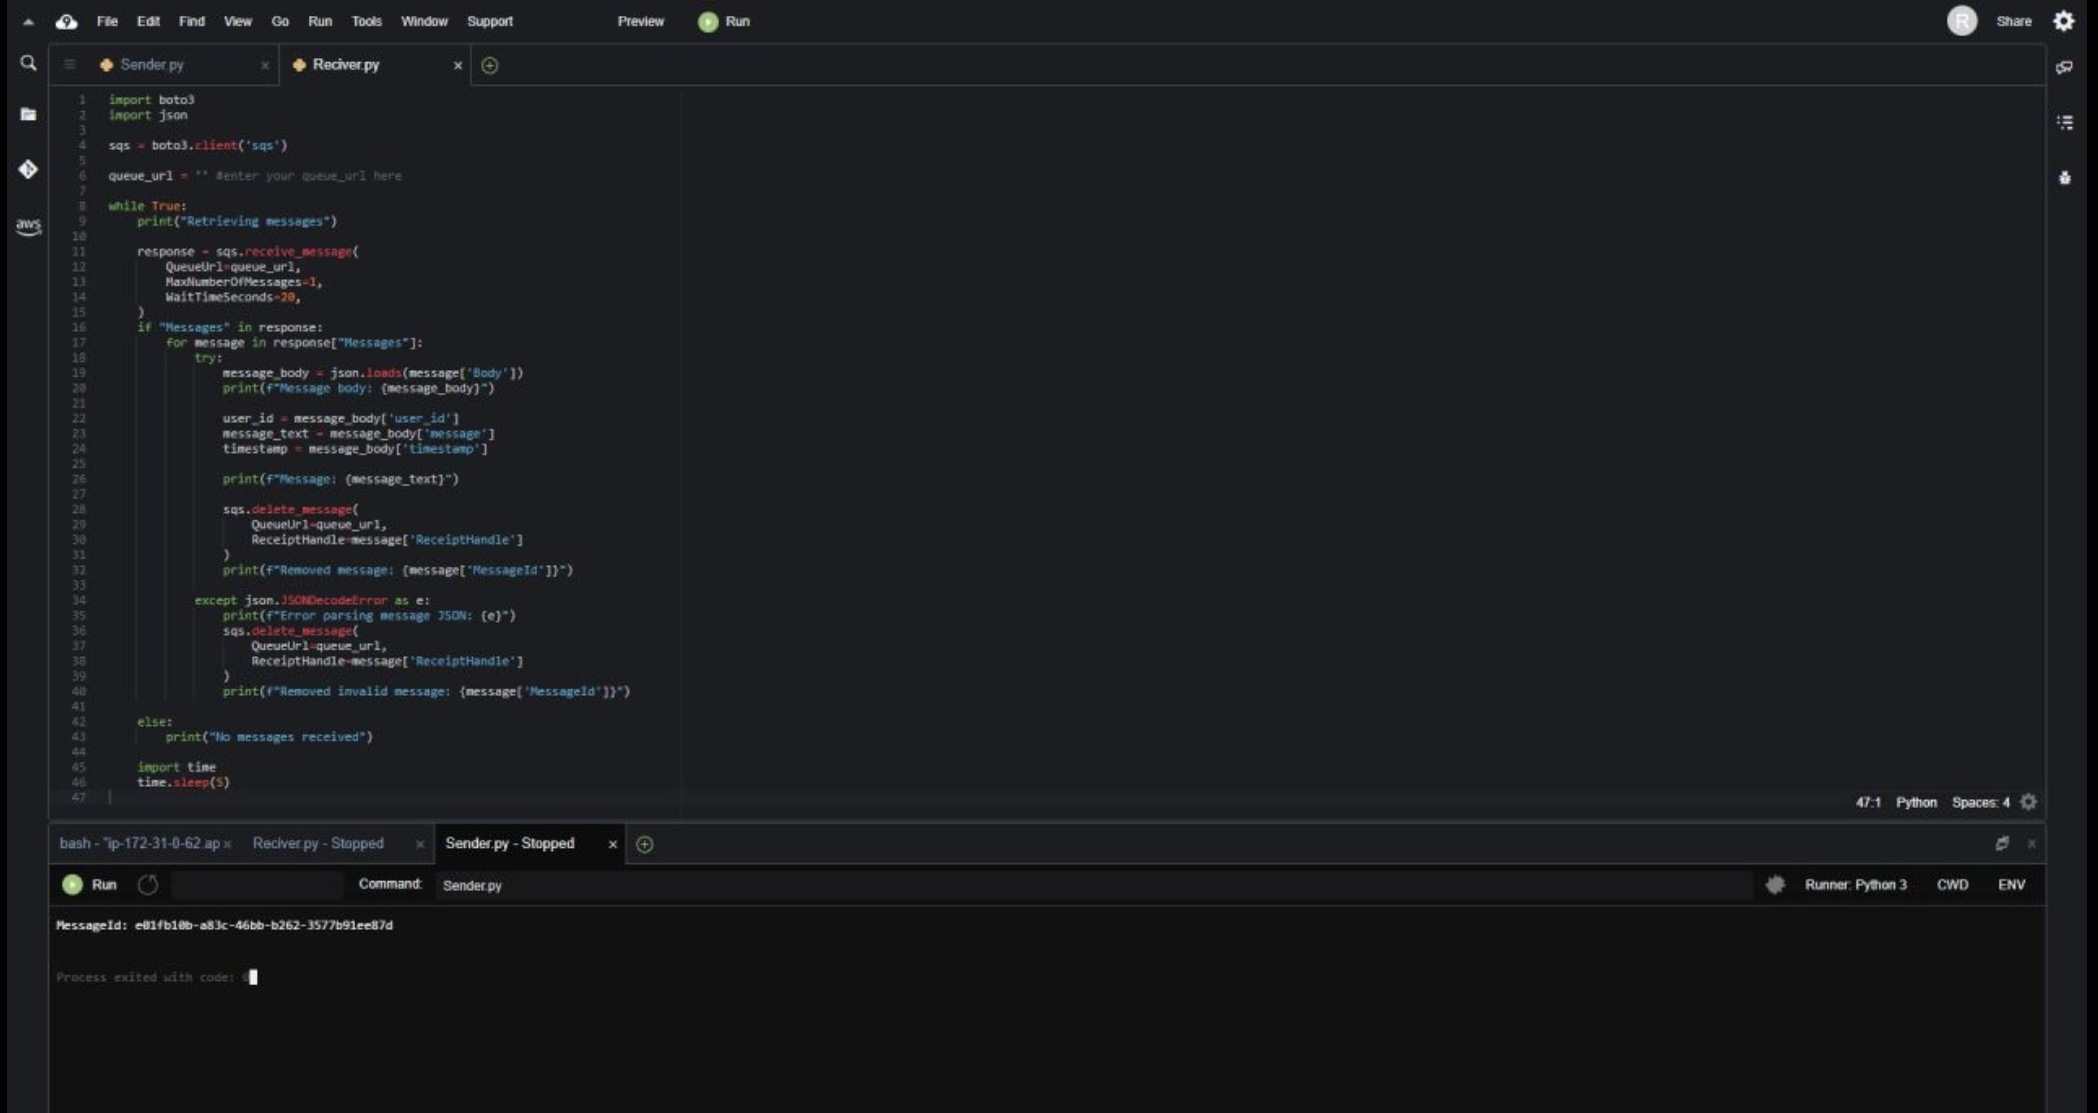 File Edit Find View Go Run Tools Window Support Preview Run R Share
Sender.py × Reciver.py ×
aws
1 import boto3
2 import json
3
4 sqs = boto3.client('sqs')
5
6 queue_url = '' #enter your queue_url here
7
8 while True:
9 print("Retrieving messages")
10
11 response = sqs.receive_message(
12 QueueUrl=queue_url,
13 MaxNumberOfMessages=1,
14 WaitTimeSeconds=20,
15 )
16 if "Messages" in response:
17 for message in response["Messages"]:
18 try:
19 message_body = json.loads(message['Body'])
20 print(f"Message body: {message_body}")
21
22 user_id = message_body['user_id']
23 message_text = message_body['message']
24 timestamp = message_body['timestamp']
25
26 print(f"Message: {message_text}")
27
28 sqs.delete_message(
29 QueueUrl=queue_url,
30 ReceiptHandle=message['ReceiptHandle']
31 )
32 print(f"Removed message: {message['MessageId']}")
33
34 except json.JSONDecodeError as e:
35 print(f"Error parsing message JSON: {e}")
36 sqs.delete_message(
37 QueueUrl=queue_url,
38 ReceiptHandle=message['ReceiptHandle']
39 )
40 print(f"Removed invalid message: {message['MessageId']}")
41
42 else:
43 print("No messages received")
44
45 import time
46 time.sleep(5)
47
47:1 Python Spaces: 4
bash - "ip-172-31-0-62.ap × Reciver.py - Stopped × Sender.py - Stopped ×
Run Command: Sender.py Runner: Python 3 CWD ENV
MessageId: e01fb10b-a83c-46bb-b262-3577b91ee87d
Process exited with code: 0